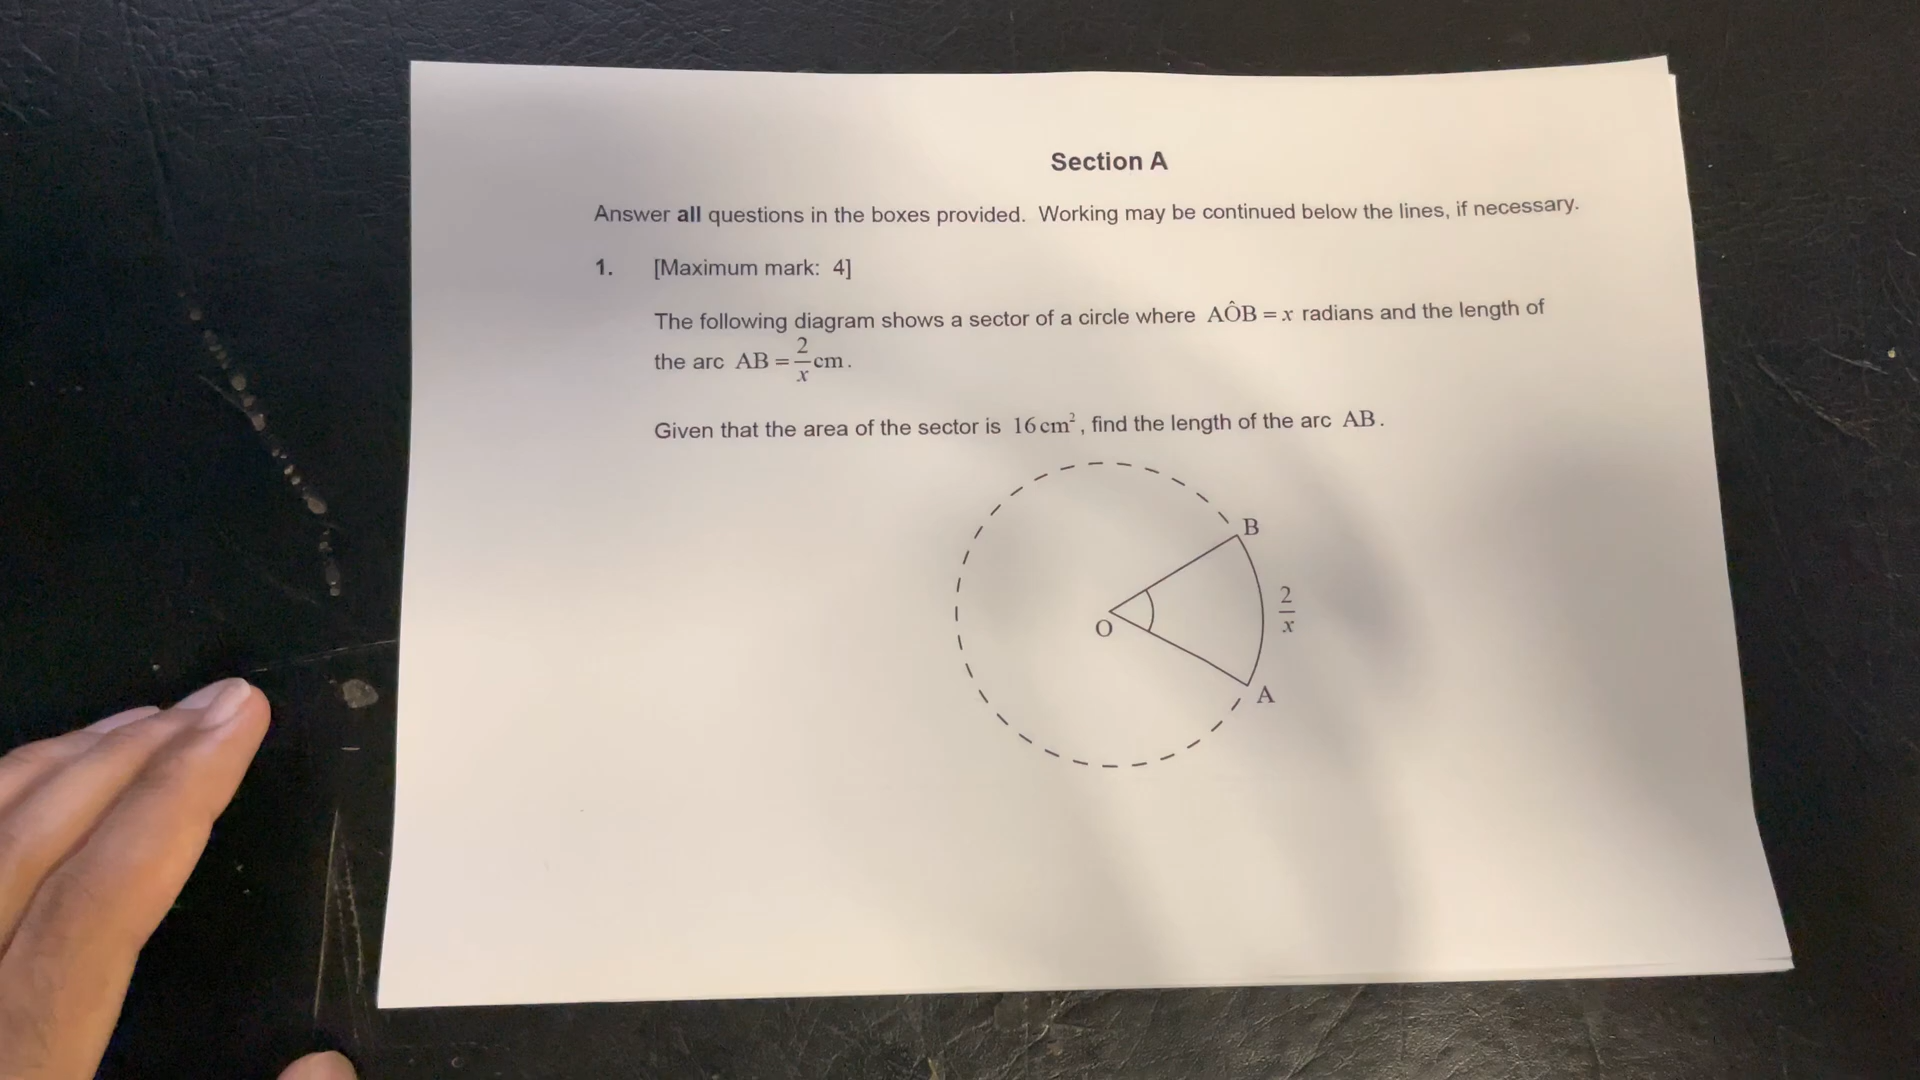 Section A
Answer all questions in the boxes provided. Working may be continued below the lines, if necessary.
1. [Maximum mark: 4]
The following diagram shows a sector of a circle where AÔB = x radians and the length of
the arc AB = 2/x cm.
Given that the area of the sector is 16 cm², find the length of the arc AB.
B
2/x
O
A